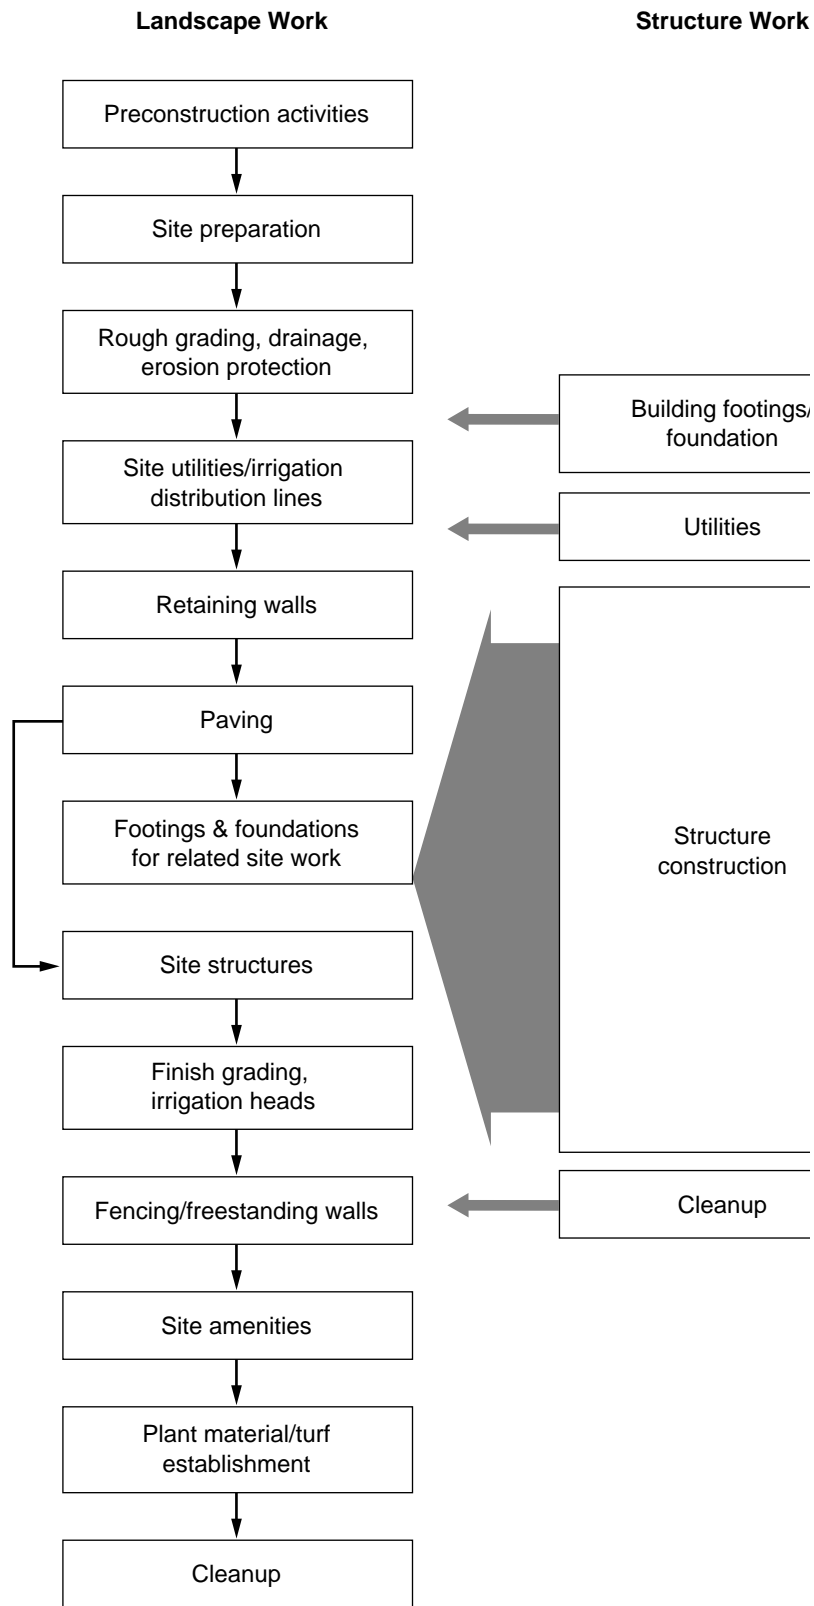 Landscape Work
Structure Work
Preconstruction activities
Site preparation
Rough grading, drainage,
erosion protection
Building footings/
foundation
Site utilities/irrigation
distribution lines
Utilities
Retaining walls
Paving
Footings & foundations
for related site work
Structure
construction
Site structures
Finish grading,
irrigation heads
Fencing/freestanding walls
Cleanup
Site amenities
Plant material/turf
establishment
Cleanup